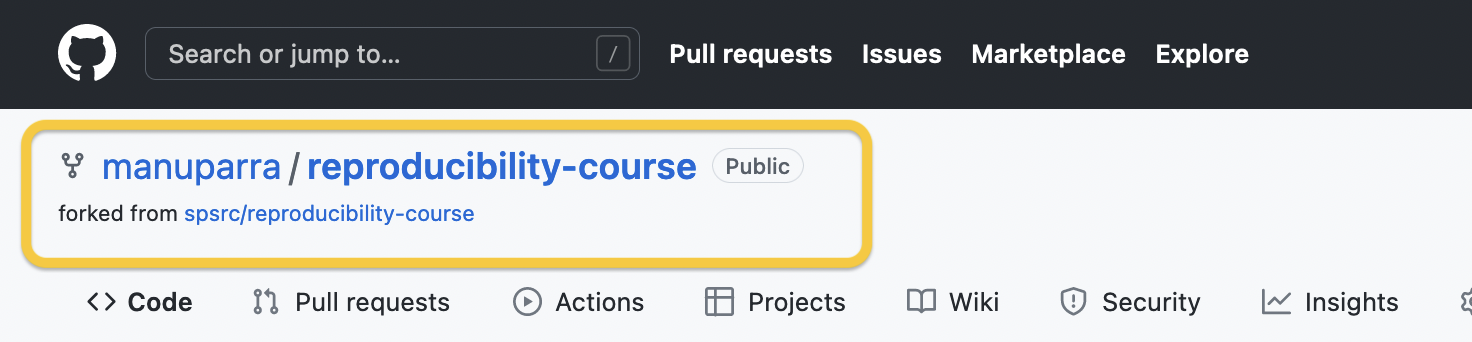 Search or jump to... / Pull requests Issues Marketplace Explore
manuparra / reproducibility-course Public
forked from spsrc/reproducibility-course
<> Code Pull requests Actions Projects Wiki Security Insights